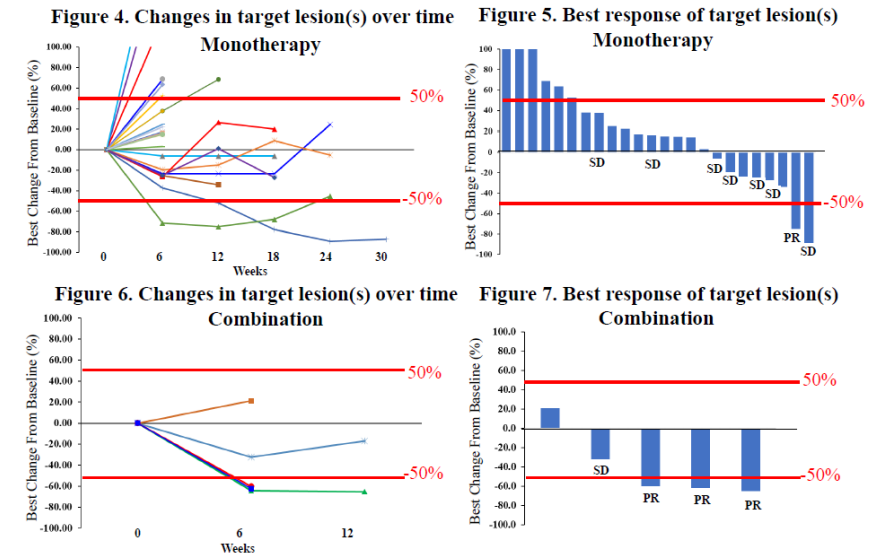 Figure 4. Changes in target lesion(s) over time
Monotherapy
Best Change From Baseline (%)
100.00
80.00
60.00
40.00
20.00
0.00
-20.00
-40.00
-60.00
-80.00
-100.00
50%
-50%
0 6 12 18 24 30
Weeks
Figure 5. Best response of target lesion(s)
Monotherapy
Best Change From Baseline (%)
100
80
60
40
20
0
-20
-40
-60
-80
-100
50%
-50%
SD SD SD SD SD SD PR SD
Figure 6. Changes in target lesion(s) over time
Combination
Best Change From Baseline (%)
100.00
80.00
60.00
40.00
20.00
0.00
-20.00
-40.00
-60.00
-80.00
-100.00
50%
-50%
0 6 12
Weeks
Figure 7. Best response of target lesion(s)
Combination
Best Change From Baseline (%)
100.0
80.0
60.0
40.0
20.0
0.0
-20.0
-40.0
-60.0
-80.0
-100.0
50%
-50%
SD PR PR PR